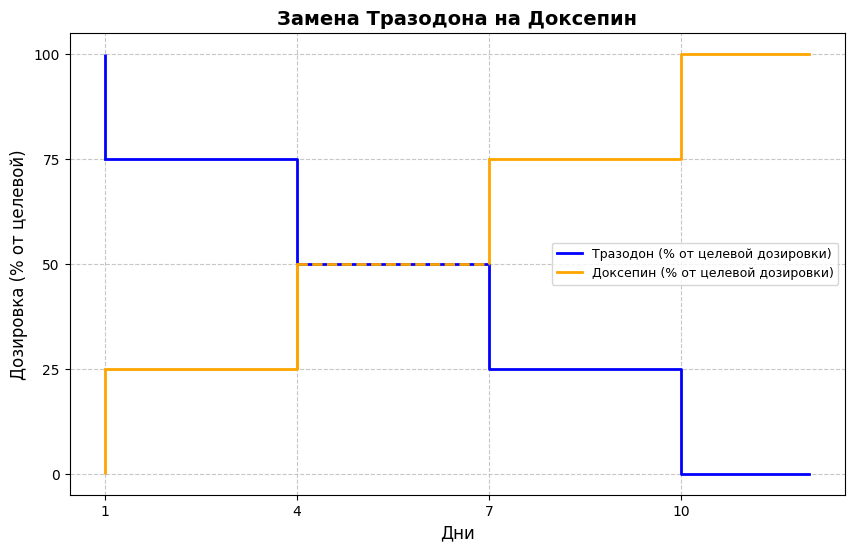 Замена Тразодона на Доксепин
Дозировка (% от целевой)
100
75
50
25
0
Тразодон (% от целевой дозировки)
Доксепин (% от целевой дозировки)
1 4 7 10
Дни